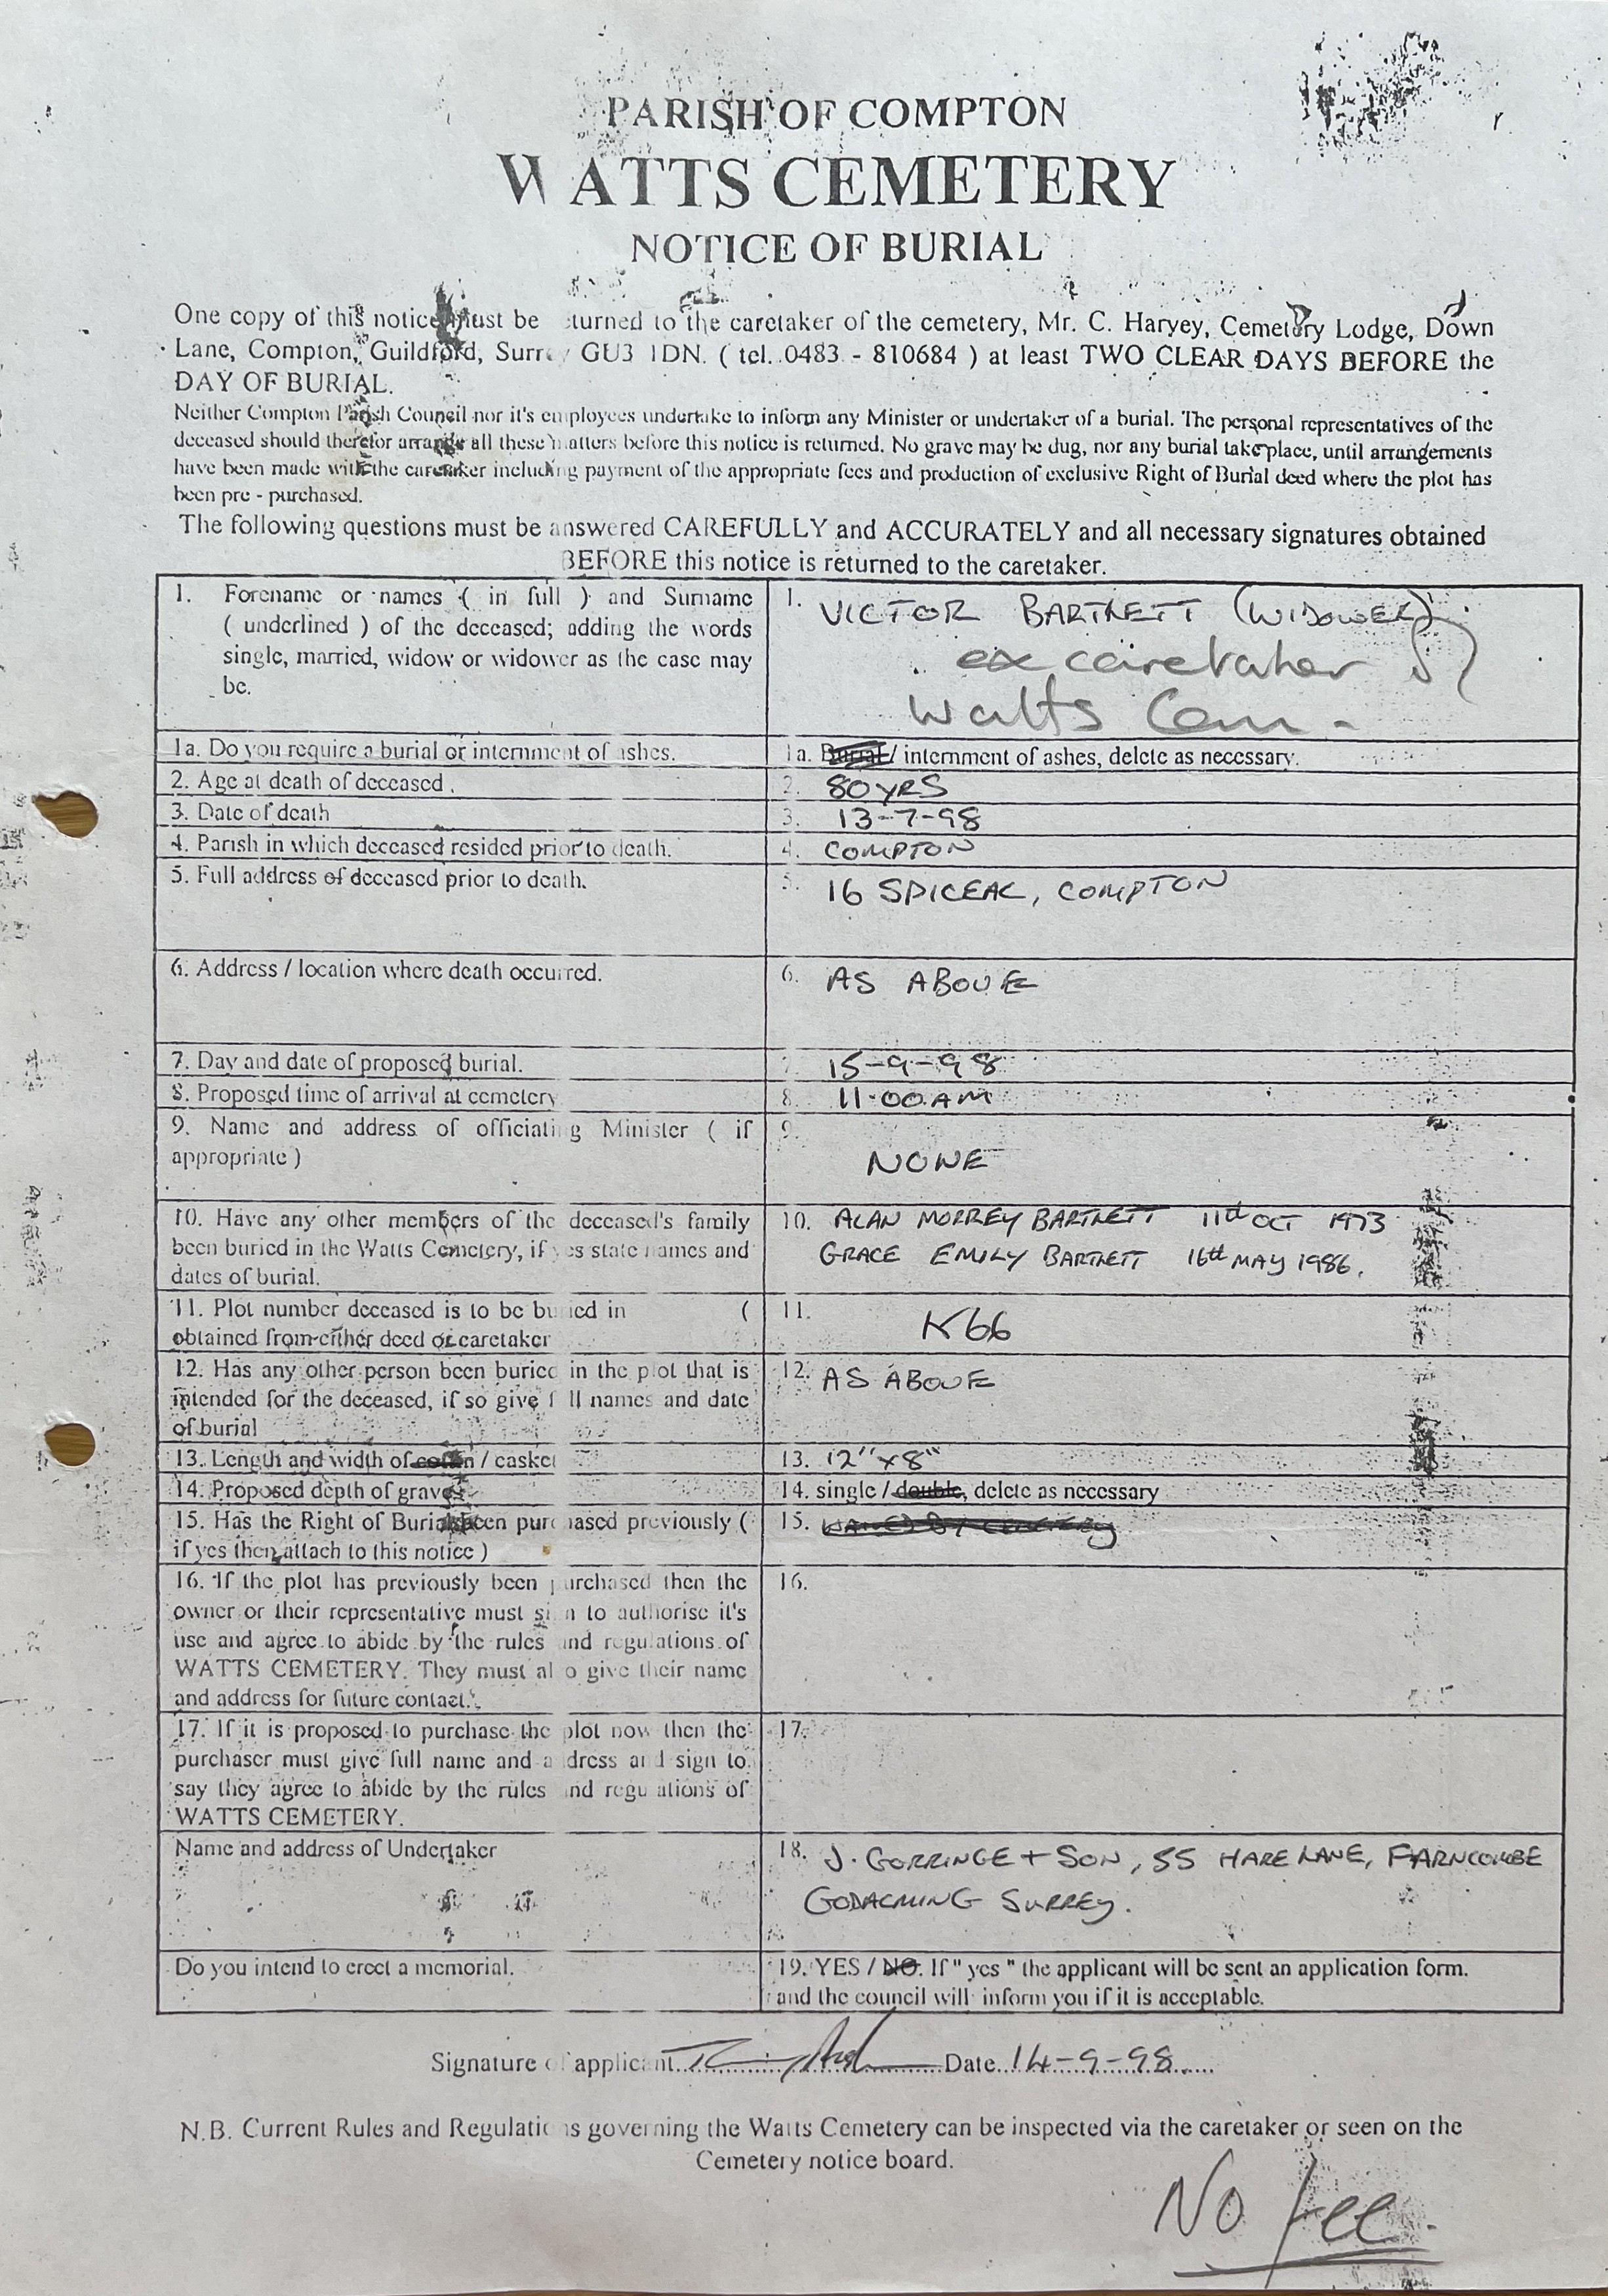 PARISH OF COMPTON
WATTS CEMETERY
NOTICE OF BURIAL
One copy of this notice must be returned to the caretaker of the cemetery, Mr. C. Harvey, Cemetery Lodge, Down
Lane, Compton, Guildford, Surrey GU3 1DN. ( tel. 0483 - 810684 ) at least TWO CLEAR DAYS BEFORE the
DAY OF BURIAL.
Neither Compton Parish Council nor it's employees undertake to inform any Minister or undertaker of a burial. The personal representatives of the
deceased should therefor arrange all these matters before this notice is returned. No grave may be dug, nor any burial take place, until arrangements
have been made with the caretaker including payment of the appropriate fees and production of exclusive Right of Burial deed where the plot has
been pre - purchased.
The following questions must be answered CAREFULLY and ACCURATELY and all necessary signatures obtained
BEFORE this notice is returned to the caretaker.
1. Forename or names ( in full ) and Surname
( underlined ) of the deceased; adding the words
single, married, widow or widower as the case may
be.
1. VICTOR BARTLETT (WIDOWER)
ex caretaker
Watts Cem.
1a. Do you require a burial or internment of ashes.
1a. Burial / internment of ashes, delete as necessary.
2. Age at death of deceased.
2. 80 YRS
3. Date of death
3. 13-7-98
4. Parish in which deceased resided prior to death.
4. COMPTON
5. Full address of deceased prior to death.
5. 16 SPICEAL, COMPTON
6. Address / location where death occurred.
6. AS ABOVE
7. Day and date of proposed burial.
7. 15-9-98
8. Proposed time of arrival at cemetery
8. 11.00AM
9. Name and address of officiating Minister ( if
appropriate )
9.
NONE
10. Have any other members of the deceased's family
been buried in the Watts Cemetery, if yes state names and
dates of burial.
10. ALAN MORREY BARTLETT 11th OCT 1973
GRACE EMILY BARTLETT 16th MAY 1986.
11. Plot number deceased is to be buried in (
obtained from either deed or caretaker
11. K66
12. Has any other person been buried in the plot that is
intended for the deceased, if so give full names and date
of burial
12. AS ABOVE
13. Length and width of coffin / casket
13. 12" x 8"
14. Proposed depth of grave
14. single / double, delete as necessary
15. Has the Right of Burial been purchased previously (
if yes then attach to this notice )
15. WAIVED BY CEMETERY
16. If the plot has previously been purchased then the
owner or their representative must sign to authorise it's
use and agree to abide by the rules and regulations of
WATTS CEMETERY. They must also give their name
and address for future contact.
16.
17. If it is proposed to purchase the plot now then the
purchaser must give full name and address and sign to
say they agree to abide by the rules and regulations of
WATTS CEMETERY.
17.
Name and address of Undertaker
18. J. GORRINGE + SON, 55 HARE LANE, FARNCOMBE
GODALMING SURREY.
Do you intend to erect a memorial.
19. YES / NO. If " yes " the applicant will be sent an application form.
and the council will inform you if it is acceptable.
Signature of applicant Date 14-9-98
N.B. Current Rules and Regulations governing the Watts Cemetery can be inspected via the caretaker or seen on the
Cemetery notice board.
No fee.